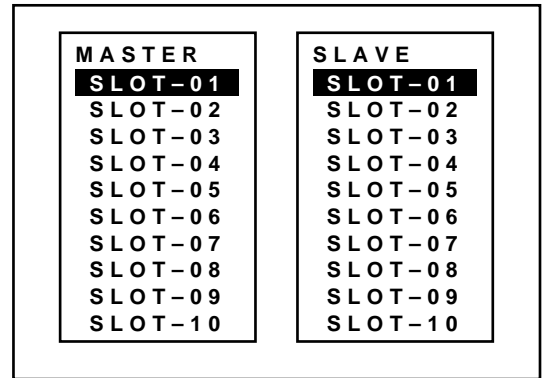 MASTER
SLOT–01
SLOT–02
SLOT–03
SLOT–04
SLOT–05
SLOT–06
SLOT–07
SLOT–08
SLOT–09
SLOT–10
SLAVE
SLOT–01
SLOT–02
SLOT–03
SLOT–04
SLOT–05
SLOT–06
SLOT–07
SLOT–08
SLOT–09
SLOT–10